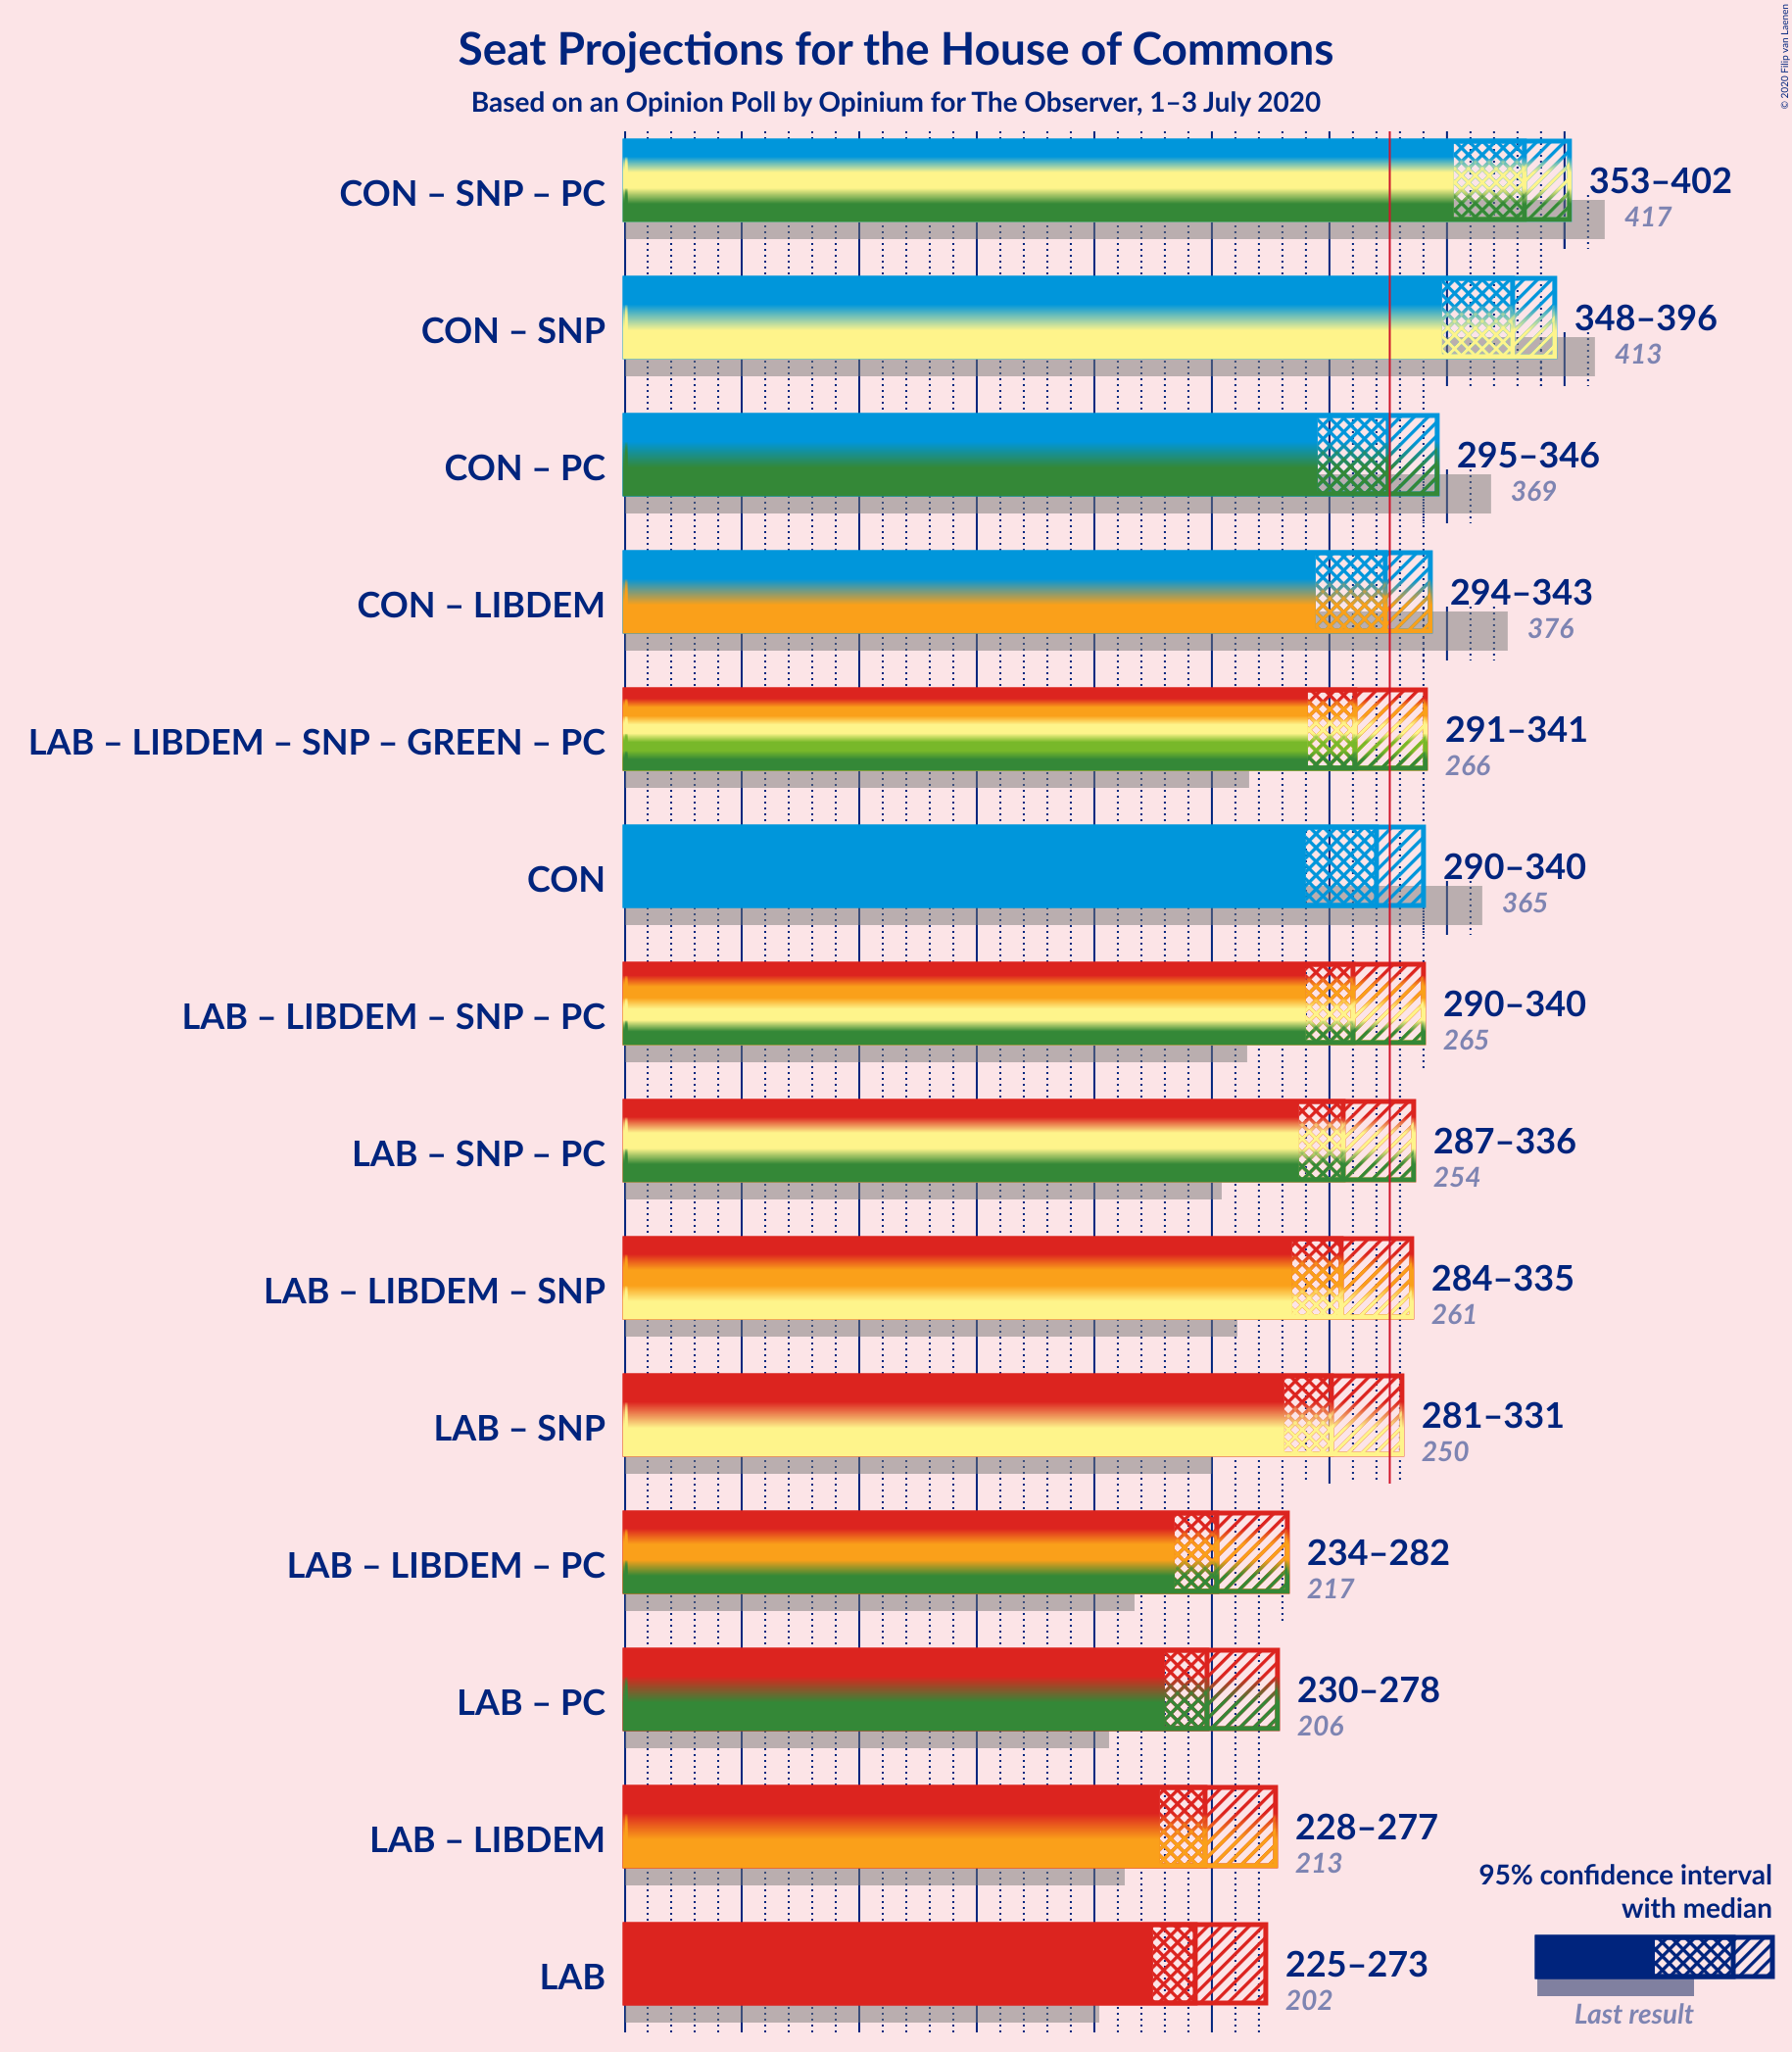 Seat Projections for the House of Commons
Based on an Opinion Poll by Opinium for The Observer, 1–3 July 2020
© 2020 Filip van Laenen
CON – SNP – PC
353–402
417
CON – SNP
348–396
413
CON – PC
295–346
369
CON – LIBDEM
294–343
376
LAB – LIBDEM – SNP – GREEN – PC
291–341
266
CON
290–340
365
LAB – LIBDEM – SNP – PC
290–340
265
LAB – SNP – PC
287–336
254
LAB – LIBDEM – SNP
284–335
261
LAB – SNP
281–331
250
LAB – LIBDEM – PC
234–282
217
LAB – PC
230–278
206
LAB – LIBDEM
228–277
213
LAB
225–273
202
95% confidence interval
with median
Last result